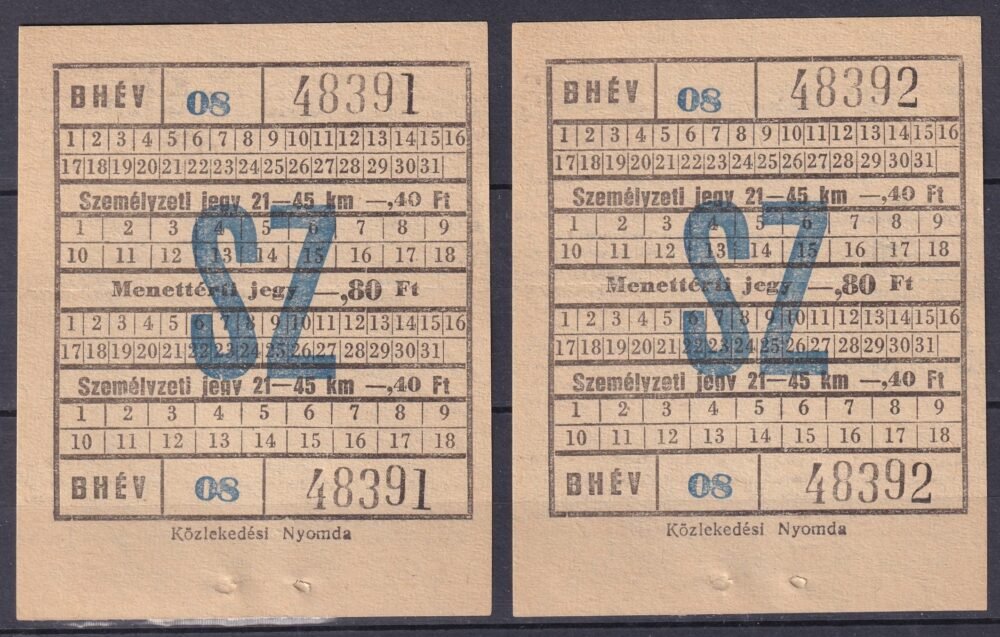 BHÉV 08 48391
1 2 3 4 5 6 7 8 9 10 11 12 13 14 15 16
17 18 19 20 21 22 23 24 25 26 27 28 29 30 31
Személyzeti jegy 21—45 km —,40 Ft
1 2 3 4 5 6 7 8 9
10 11 12 13 14 15 16 17 18
SZ
Menettérti jegy —,80 Ft
1 2 3 4 5 6 7 8 9 10 11 12 13 14 15 16
17 18 19 20 21 22 23 24 25 26 27 28 29 30 31
Személyzeti jegy 21—45 km —,40 Ft
1 2 3 4 5 6 7 8 9
10 11 12 13 14 15 16 17 18
BHÉV 08 48391
Közlekedési Nyomda
BHÉV 08 48392
1 2 3 4 5 6 7 8 9 10 11 12 13 14 15 16
17 18 19 20 21 22 23 24 25 26 27 28 29 30 31
Személyzeti jegy 21—45 km —,40 Ft
1 2 3 4 5 6 7 8 9
10 11 12 13 14 15 16 17 18
SZ
Menettérti jegy —,80 Ft
1 2 3 4 5 6 7 8 9 10 11 12 13 14 15 16
17 18 19 20 21 22 23 24 25 26 27 28 29 30 31
Személyzeti jegy 21—45 km —,40 Ft
1 2 3 4 5 6 7 8 9
10 11 12 13 14 15 16 17 18
BHÉV 08 48392
Közlekedési Nyomda